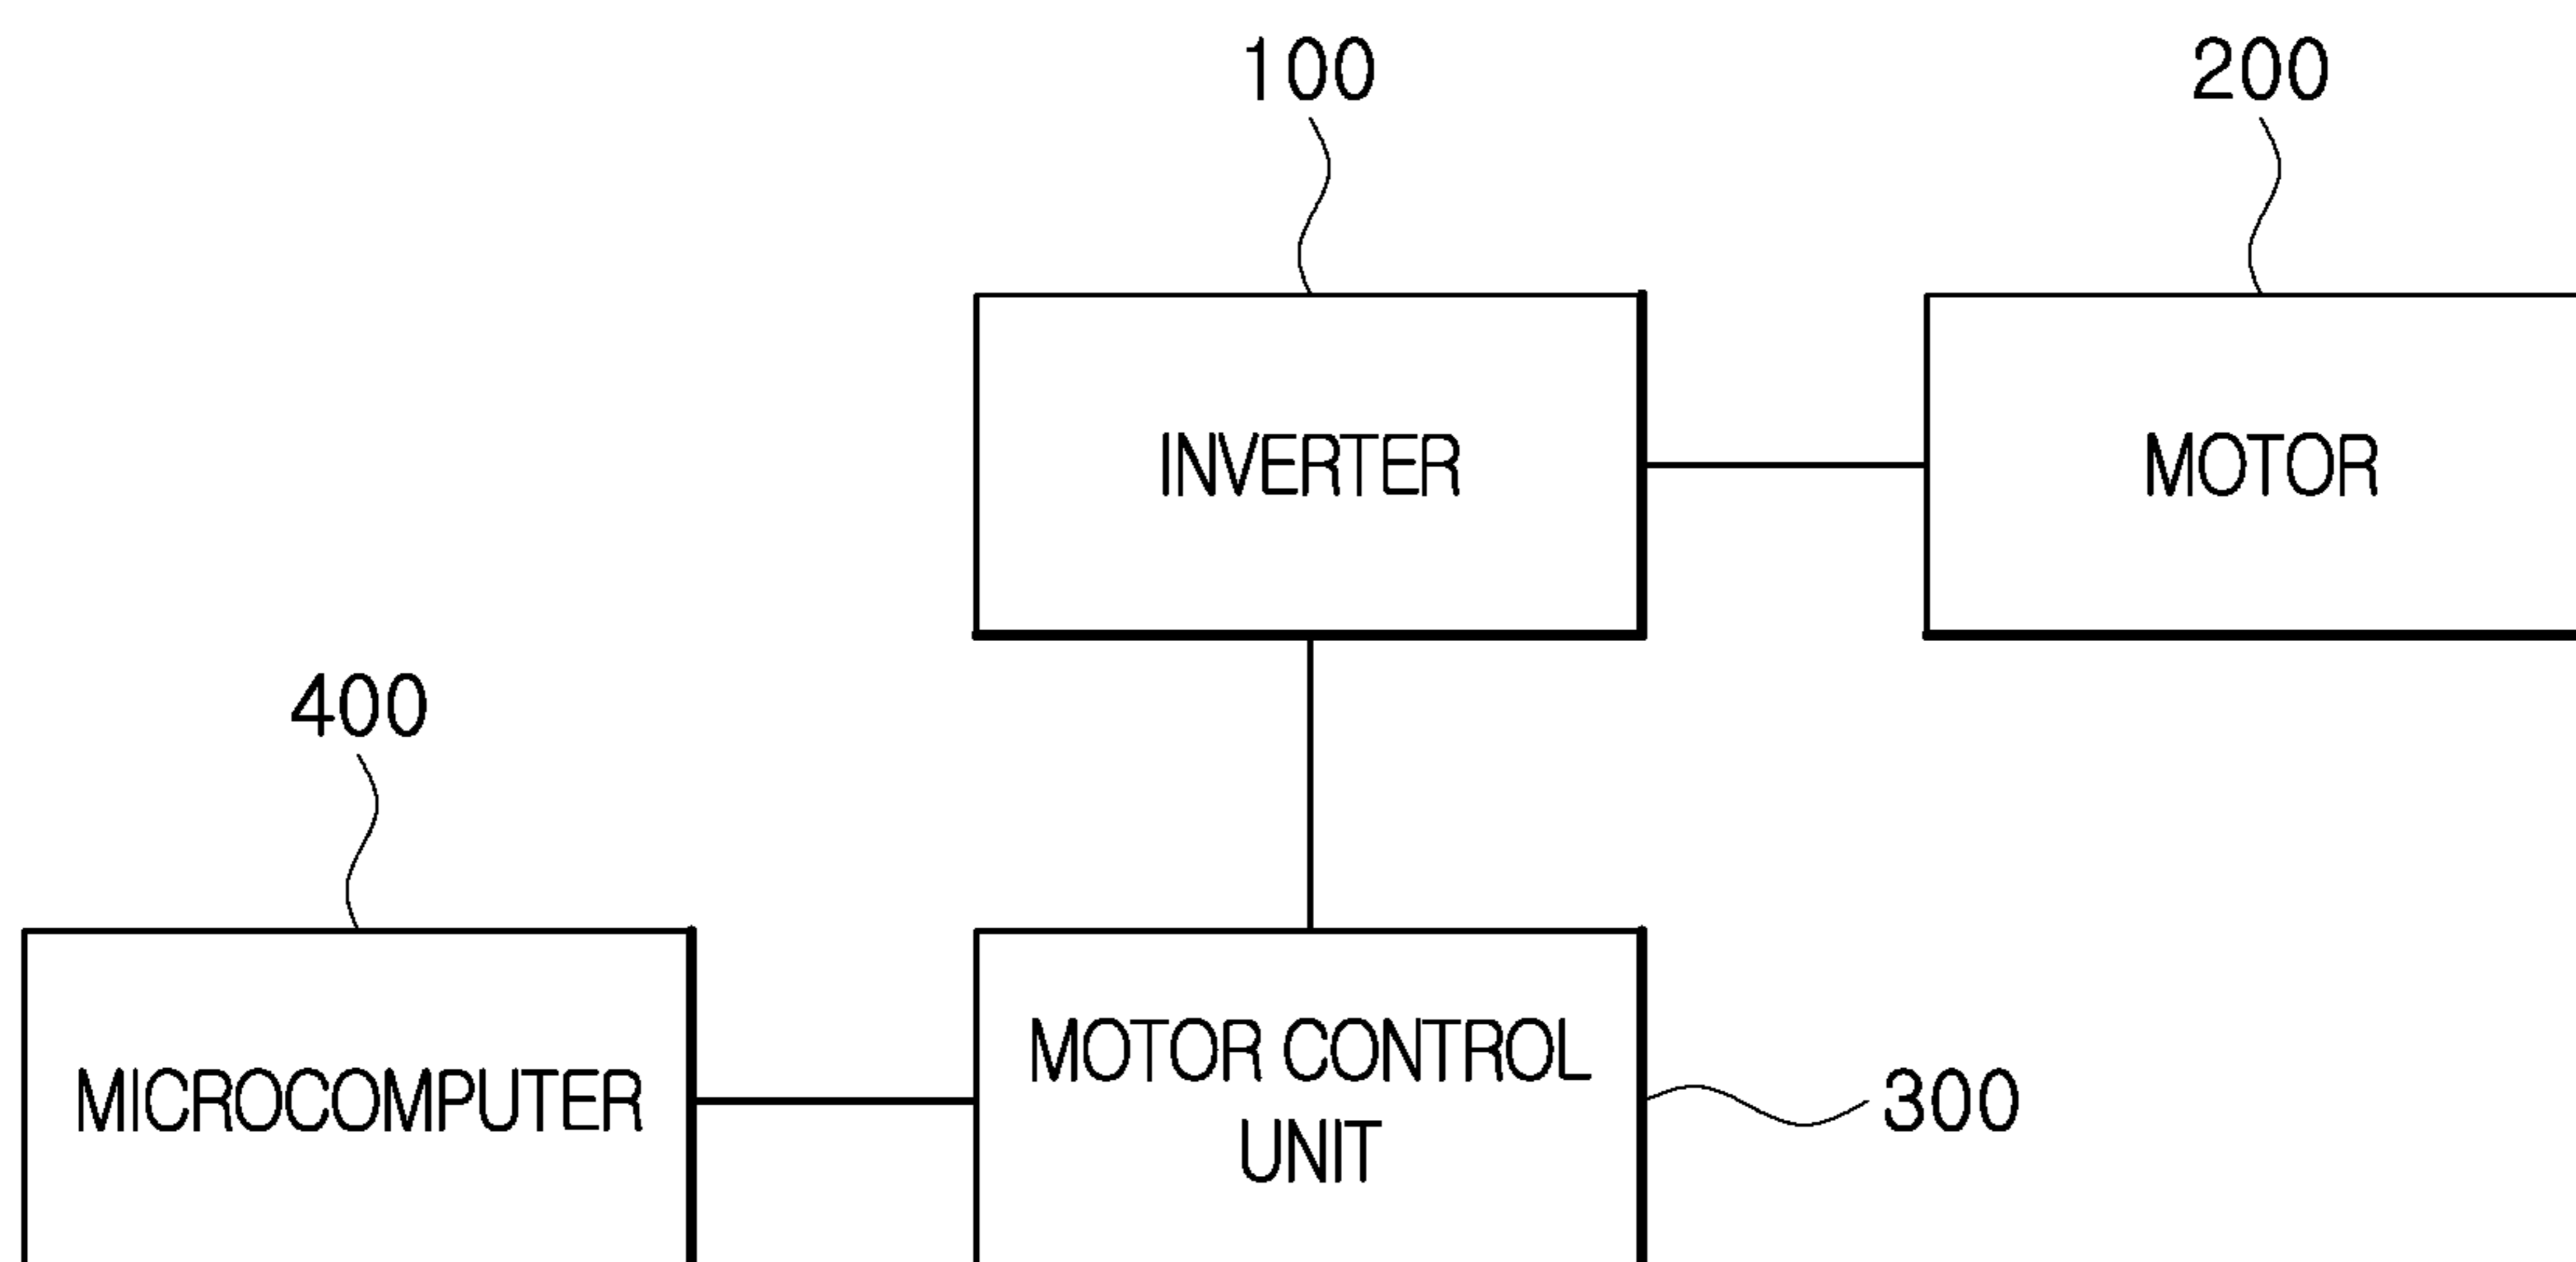 100
200
INVERTER
MOTOR
400
MICROCOMPUTER
MOTOR CONTROL
UNIT
300